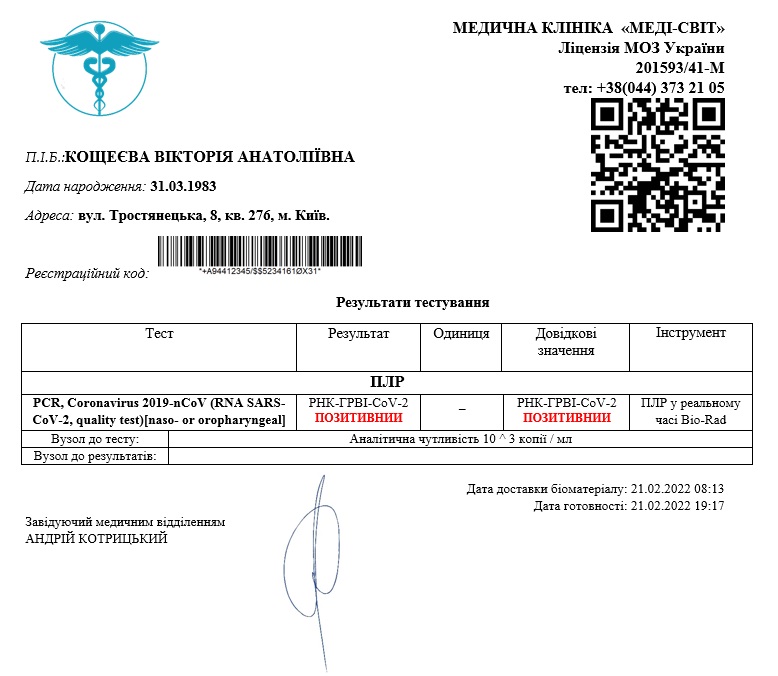 МЕДИЧНА КЛІНІКА «МЕДІ-СВІТ»
Ліцензія МОЗ України
201593/41-М
тел: +38(044) 373 21 05
П.І.Б.:КОЩЕЄВА ВІКТОРІЯ АНАТОЛІЇВНА
Дата народження: 31.03.1983
Адреса: вул. Тростянецька, 8, кв. 276, м. Київ.
Реєстраційний код:
*+A94412345/$$5234161ØX31*
Результати тестування
Тест Результат Одиниця Довідкові Інструмент
значення
ПЛР
PCR, Coronavirus 2019-nCoV (RNA SARS- РНК-ГРВІ-CoV-2 – РНК-ГРВІ-CoV-2 ПЛР у реальному
CoV-2, quality test)[naso- or oropharyngeal] ПОЗИТИВНИИ ПОЗИТИВНИИ часі Bio-Rad
Вузол до тесту: Аналітична чутливість 10 ^ 3 копії / мл
Вузол до результатів:
Дата доставки біоматеріалу: 21.02.2022 08:13
Дата готовності: 21.02.2022 19:17
Завідуючий медичним відділенням
АНДРІЙ КОТРИЦЬКИЙ